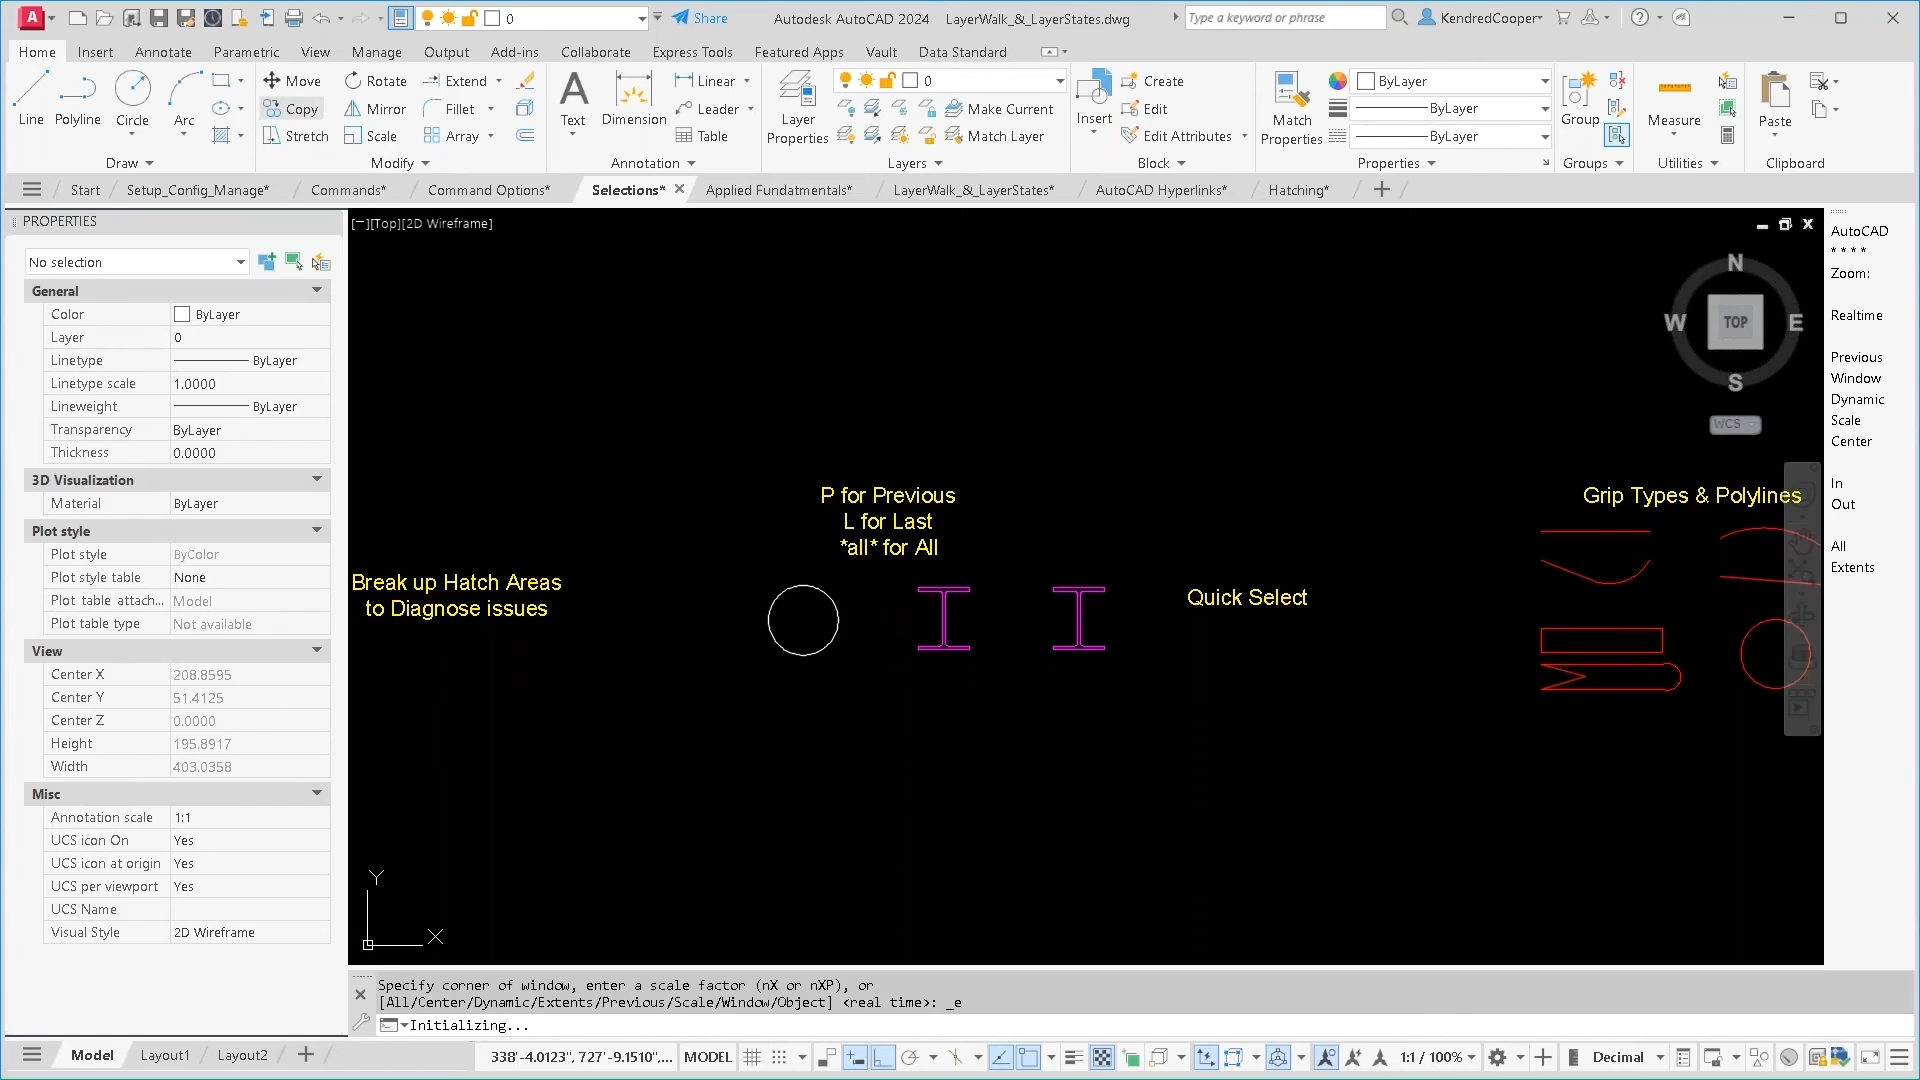 0
Share
Autodesk AutoCAD 2024 LayerWalk_&_LayerStates.dwg
Type a keyword or phrase
KendredCooper
Home Insert Annotate Parametric View Manage Output Add-ins Collaborate Express Tools Featured Apps Vault Data Standard
Line Polyline Circle Arc
Draw
Move Rotate Extend
Copy Mirror Fillet
Stretch Scale Array
Modify
Text Dimension
Linear
Leader
Table
Annotation
Layer Properties
0
Make Current
Match Layer
Layers
Insert
Create
Edit
Edit Attributes
Block
Match Properties
ByLayer
ByLayer
ByLayer
Properties
Group
Groups
Measure
Utilities
Paste
Clipboard
Start Setup_Config_Manage* Commands* Command Options* Selections* Applied Fundatmentals* LayerWalk_&_LayerStates* AutoCAD Hyperlinks* Hatching*
PROPERTIES
No selection
General
Color ByLayer
Layer 0
Linetype ByLayer
Linetype scale 1.0000
Lineweight ByLayer
Transparency ByLayer
Thickness 0.0000
3D Visualization
Material ByLayer
Plot style
Plot style ByColor
Plot style table None
Plot table attach... Model
Plot table type Not available
View
Center X 208.8595
Center Y 51.4125
Center Z 0.0000
Height 195.8917
Width 403.0358
Misc
Annotation scale 1:1
UCS icon On Yes
UCS icon at origin Yes
UCS per viewport Yes
UCS Name
Visual Style 2D Wireframe
[−][Top][2D Wireframe]
N
W TOP E
S
WCS
P for Previous
L for Last
*all* for All
Break up Hatch Areas
to Diagnose issues
Quick Select
Grip Types & Polylines
Y
X
AutoCAD
* * * *
Zoom:
Realtime
Previous
Window
Dynamic
Scale
Center
In
Out
All
Extents
Specify corner of window, enter a scale factor (nX or nXP), or
[All/Center/Dynamic/Extents/Previous/Scale/Window/Object] <real time>: _e
Initializing...
Model Layout1 Layout2
338'-4.0123", 727'-9.1510",... MODEL 1:1 / 100% Decimal